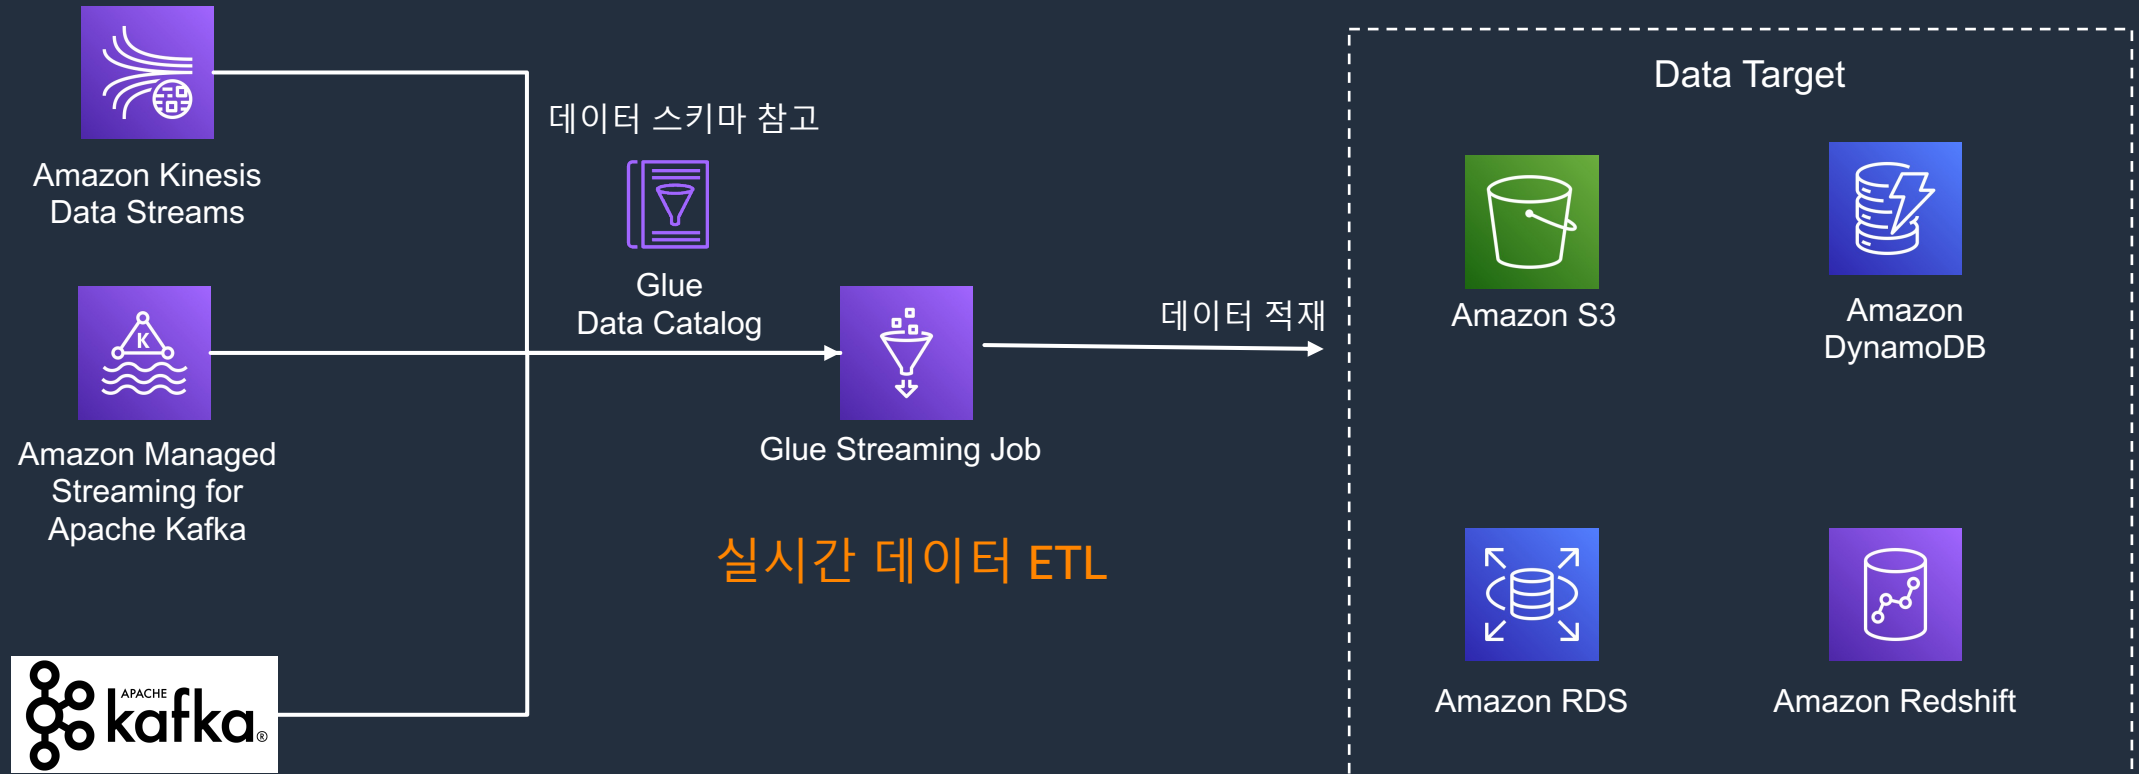 Amazon Kinesis
Data Streams
데이터 스키마 참고
Glue
Data Catalog
K
Amazon Managed
Streaming for
Apache Kafka
APACHE
kafka®
Glue Streaming Job
실시간 데이터 ETL
데이터 적재
Data Target
Amazon S3
Amazon
DynamoDB
Amazon RDS
Amazon Redshift